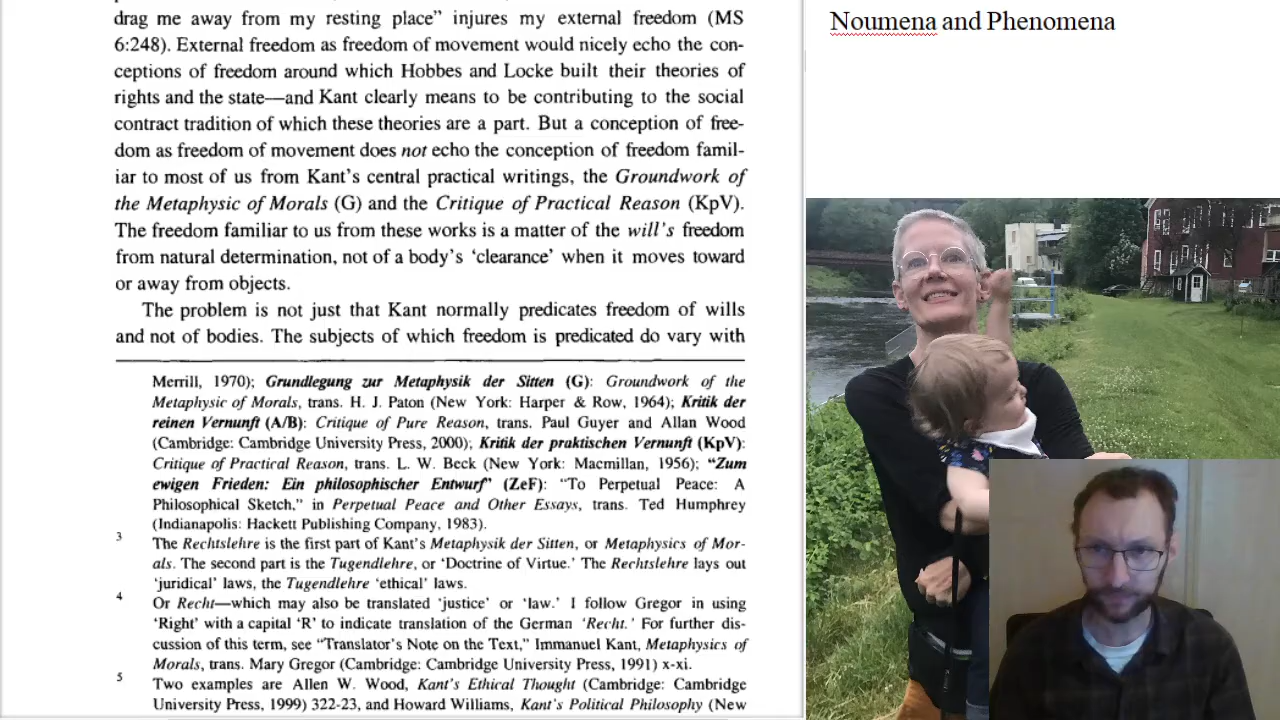 drag me away from my resting place” injures my external freedom (MS
6:248). External freedom as freedom of movement would nicely echo the con-
ceptions of freedom around which Hobbes and Locke built their theories of
rights and the state—and Kant clearly means to be contributing to the social
contract tradition of which these theories are a part. But a conception of free-
dom as freedom of movement does not echo the conception of freedom famil-
iar to most of us from Kant’s central practical writings, the Groundwork of
the Metaphysic of Morals (G) and the Critique of Practical Reason (KpV).
The freedom familiar to us from these works is a matter of the will’s freedom
from natural determination, not of a body’s ‘clearance’ when it moves toward
or away from objects.
The problem is not just that Kant normally predicates freedom of wills
and not of bodies. The subjects of which freedom is predicated do vary with
Merrill, 1970); Grundlegung zur Metaphysik der Sitten (G): Groundwork of the
Metaphysic of Morals, trans. H. J. Paton (New York: Harper & Row, 1964); Kritik der
reinen Vernunft (A/B): Critique of Pure Reason, trans. Paul Guyer and Allan Wood
(Cambridge: Cambridge University Press, 2000); Kritik der praktischen Vernunft (KpV):
Critique of Practical Reason, trans. L. W. Beck (New York: Macmillan, 1956); “Zum
ewigen Frieden: Ein philosophischer Entwurf” (ZeF): “To Perpetual Peace: A
Philosophical Sketch,” in Perpetual Peace and Other Essays, trans. Ted Humphrey
(Indianapolis: Hackett Publishing Company, 1983).
3 The Rechtslehre is the first part of Kant’s Metaphysik der Sitten, or Metaphysics of Mor-
als. The second part is the Tugendlehre, or ‘Doctrine of Virtue.’ The Rechtslehre lays out
‘juridical’ laws, the Tugendlehre ‘ethical’ laws.
4 Or Recht—which may also be translated ‘justice’ or ‘law.’ I follow Gregor in using
‘Right’ with a capital ‘R’ to indicate translation of the German ‘Recht.’ For further dis-
cussion of this term, see “Translator’s Note on the Text,” Immanuel Kant, Metaphysics of
Morals, trans. Mary Gregor (Cambridge: Cambridge University Press, 1991) x-xi.
5 Two examples are Allen W. Wood, Kant’s Ethical Thought (Cambridge: Cambridge
University Press, 1999) 322-23, and Howard Williams, Kant’s Political Philosophy (New
Noumena and Phenomena